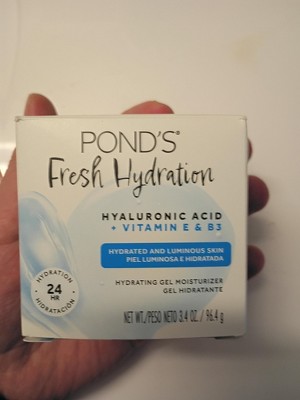 POND'S®
Fresh Hydration
HYALURONIC ACID
+ VITAMIN E & B3
HYDRATED AND LUMINOUS SKIN
PIEL LUMINOSA E HIDRATADA
HYDRATING GEL MOISTURIZER
GEL HIDRATANTE
HYDRATION
24
HR
HIDRATACIÓN
NET WT./PESO NETO 3.4 OZ. / 96.4 g